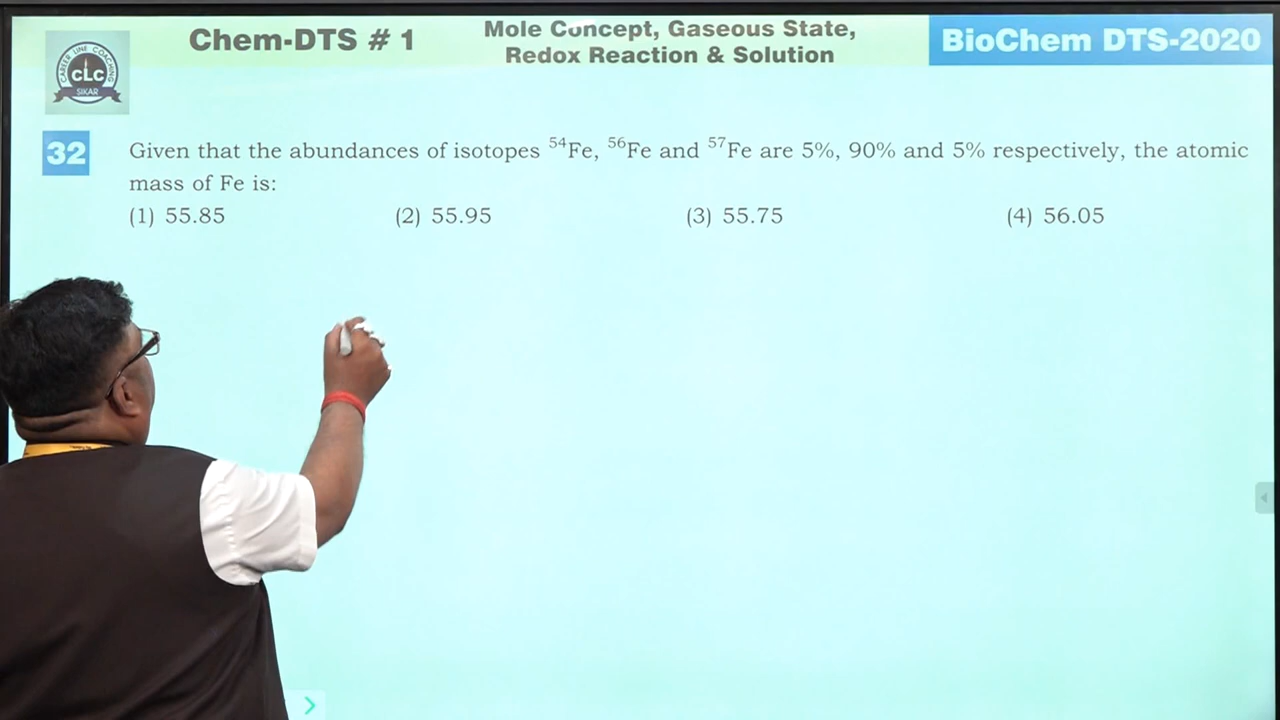 Chem-DTS # 1
Mole Concept, Gaseous State,
Redox Reaction & Solution
BioChem DTS-2020
CAREER LINE COACHING
CLC
SIKAR
32
Given that the abundances of isotopes ⁵⁴Fe, ⁵⁶Fe and ⁵⁷Fe are 5%, 90% and 5% respectively, the atomic
mass of Fe is:
(1) 55.85 (2) 55.95 (3) 55.75 (4) 56.05